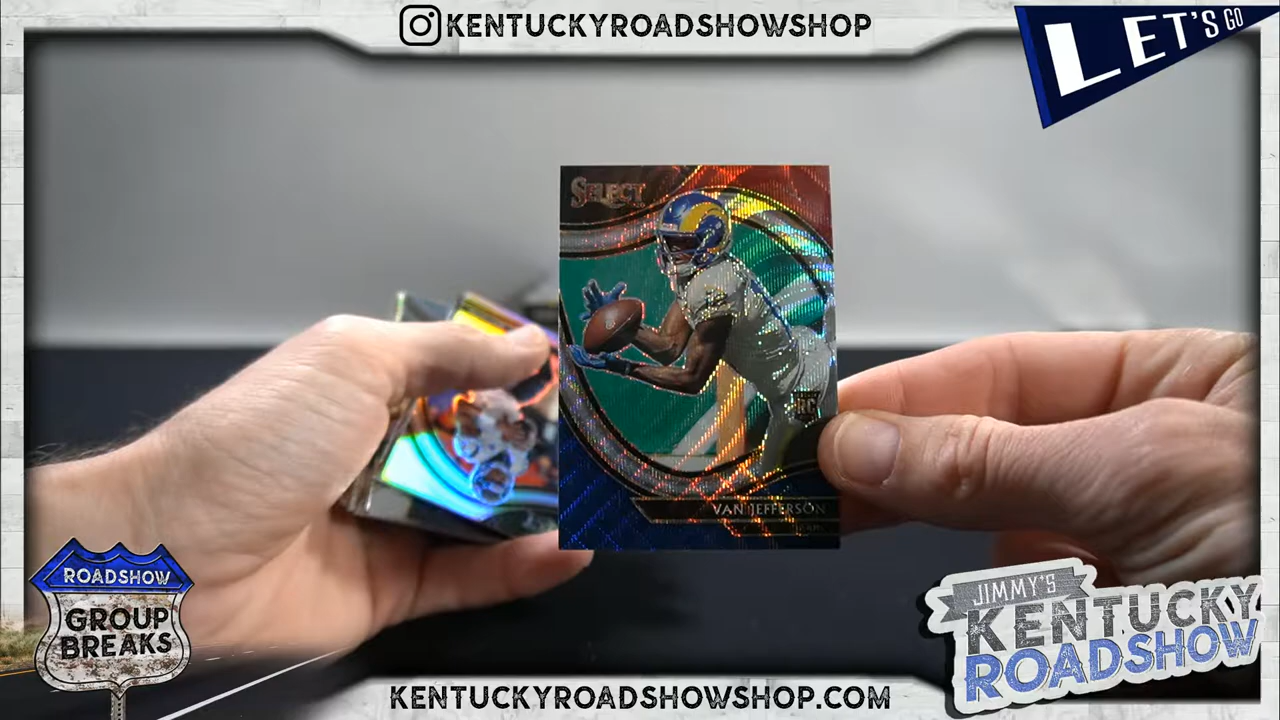 KENTUCKYROADSHOWSHOP
LET'S GO
SELECT
RC
VAN JEFFERSON
ROADSHOW
GROUP
BREAKS
JIMMY'S
KENTUCKY
ROADSHOW
KENTUCKYROADSHOWSHOP.COM